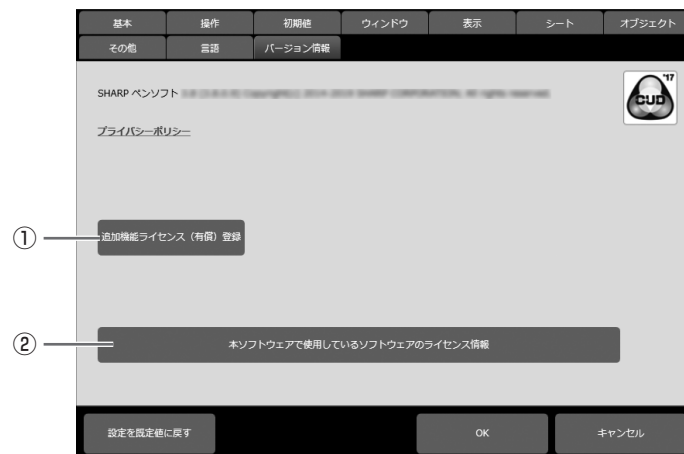 基本 操作 初期値 ウィンドウ 表示 シート オブジェクト
その他 言語 バージョン情報
SHARP ペンソフト
'17
CUD
プライバシーポリシー
① 追加機能ライセンス（有償）登録
② 本ソフトウェアで使用しているソフトウェアのライセンス情報
設定を既定値に戻す OK キャンセル